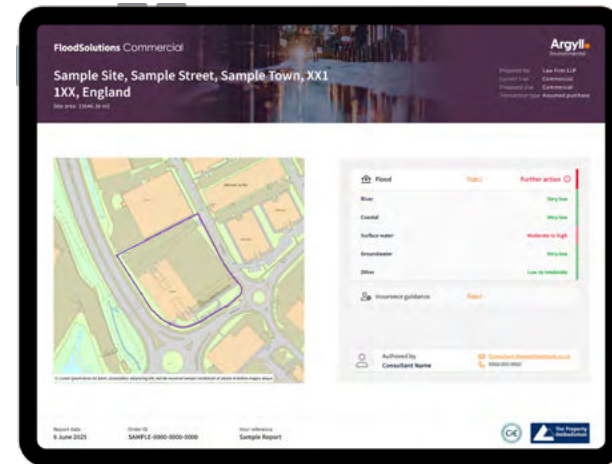 FloodSolutions Commercial
Argyll
Environmental
Sample Site, Sample Street, Sample Town, XX1
1XX, England
Site area: 
Prepared for Law Firm LLP
Current Use Commercial
Proposed Use Commercial
Transaction type Assumed purchase
Flood
Further action
River Very low
Coastal Very low
Surface water Moderate to high
Groundwater Very low
Other Low to moderate
Insurance guidance
Authored by
Consultant Name
Report date
6 June 2025
Order ID
SAMPLE-0000-0000-0000
Your reference
Sample Report
The Property
Ombudsman